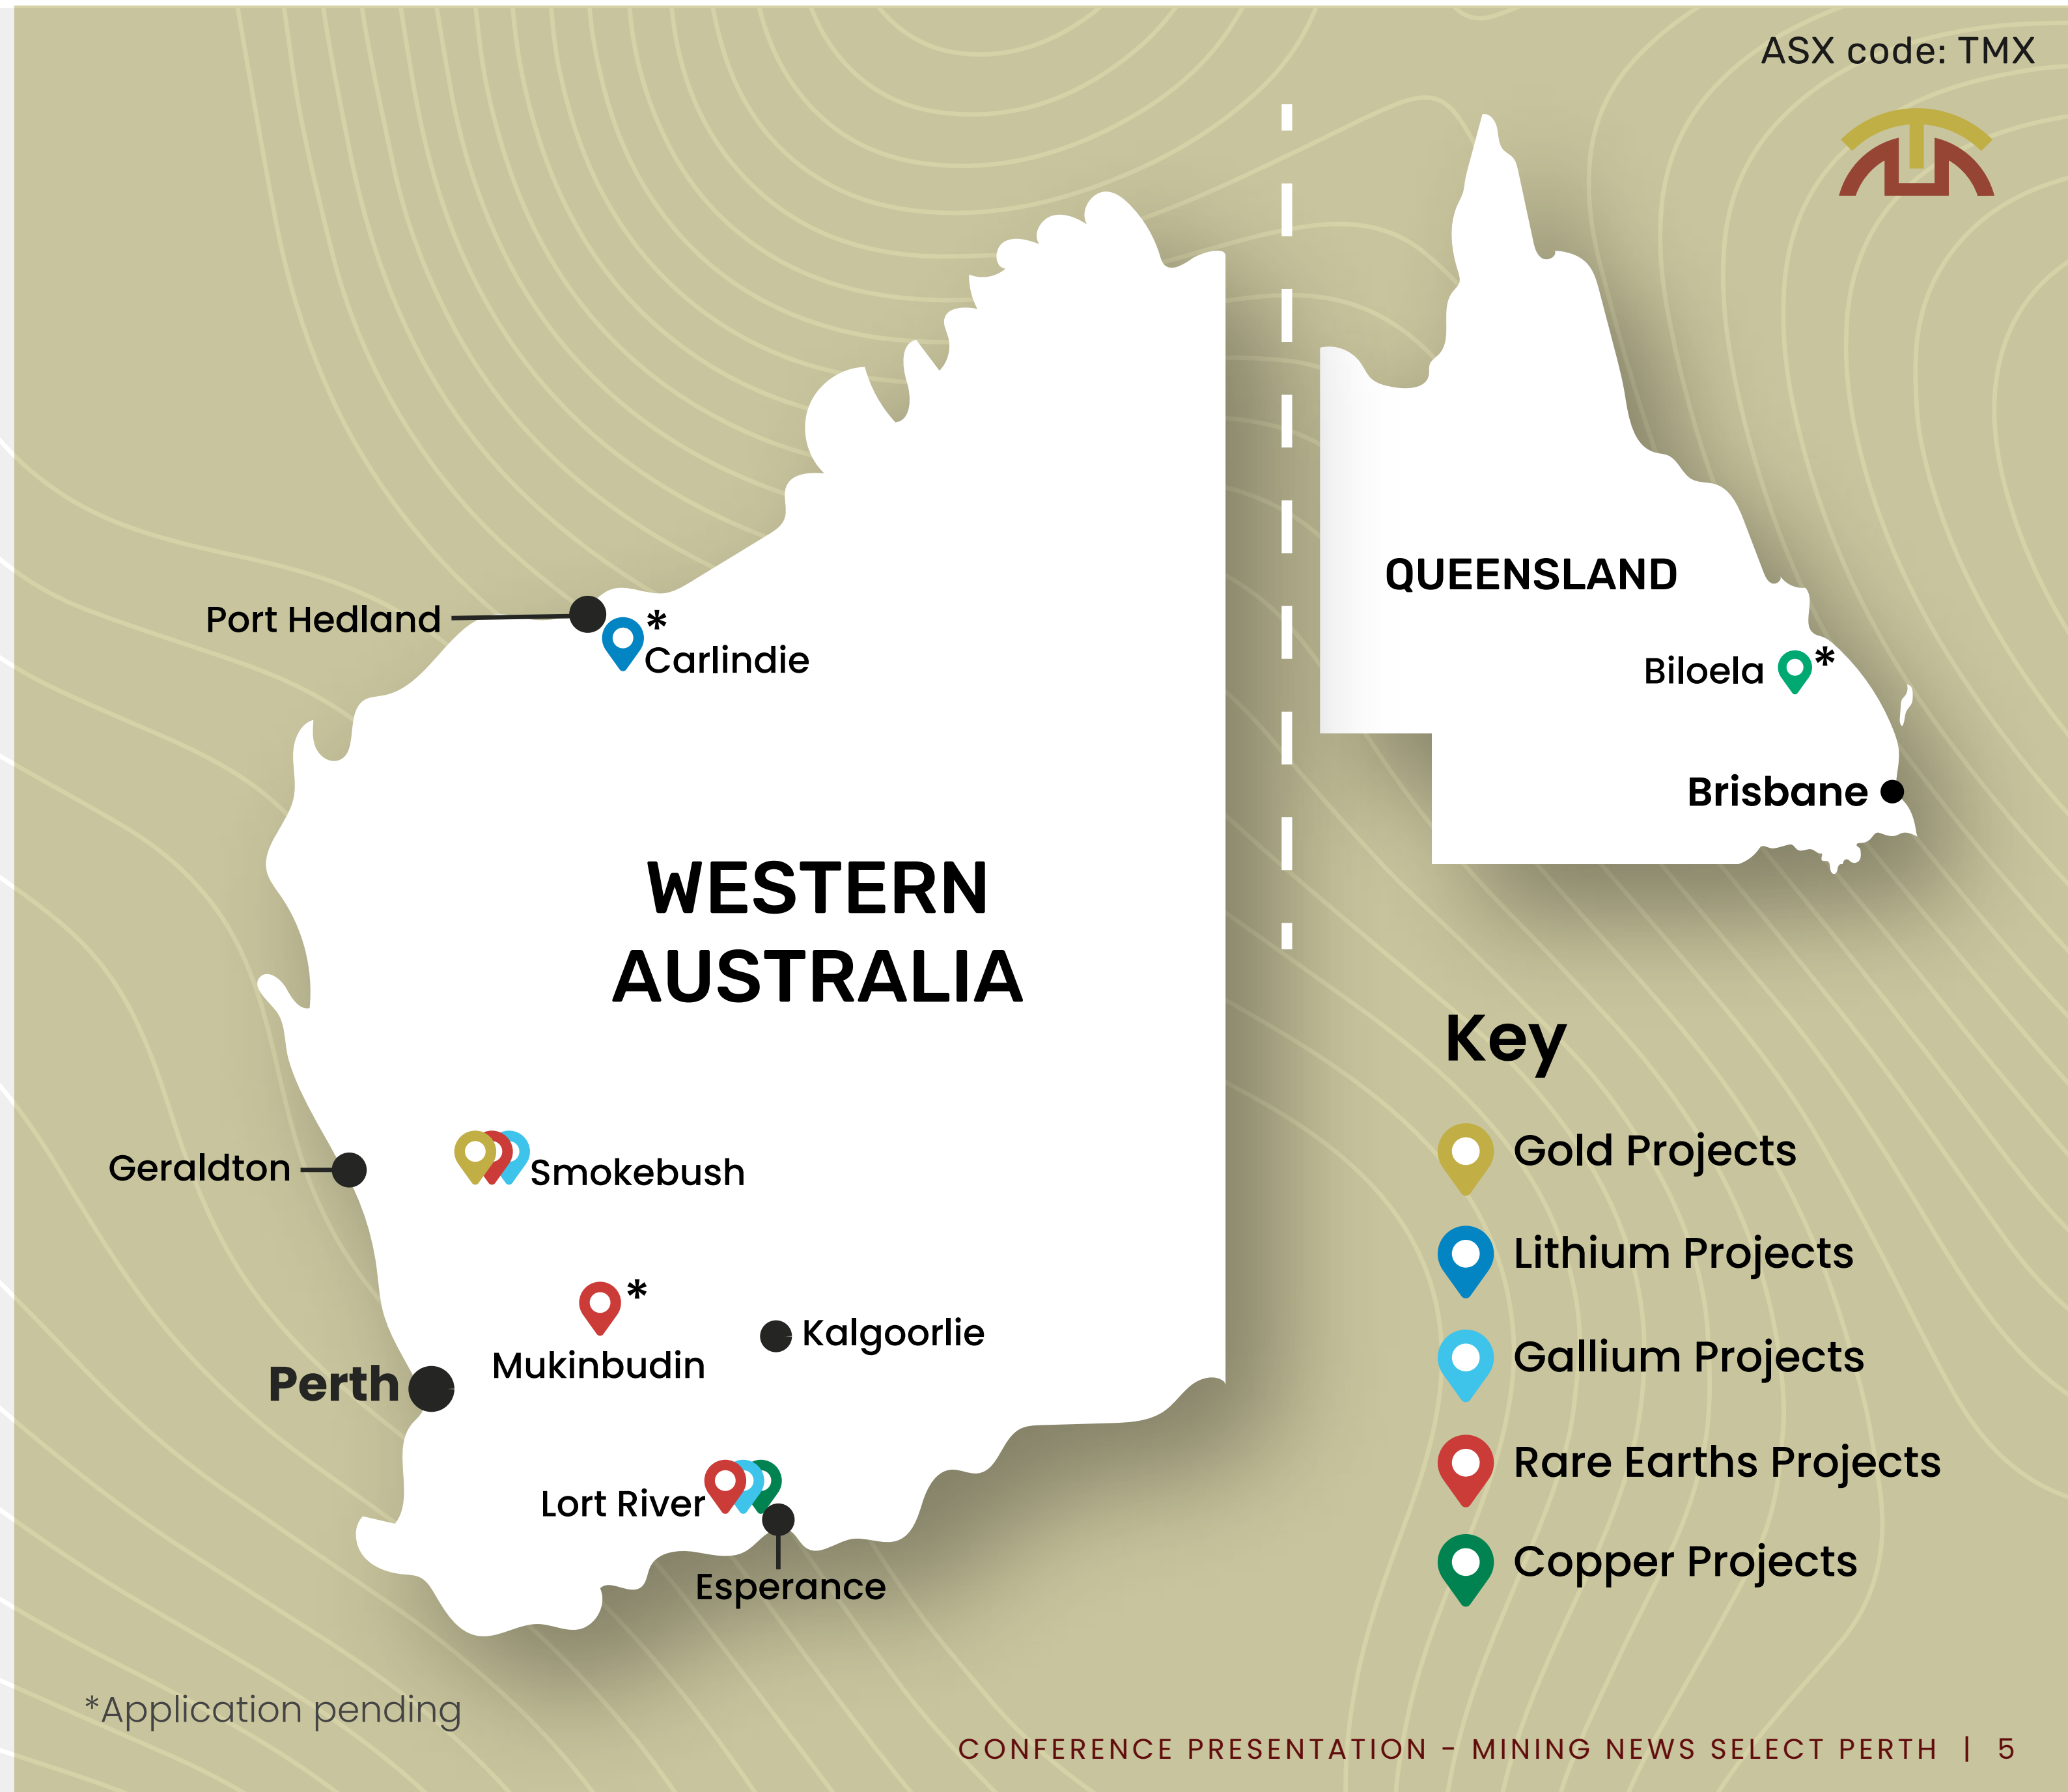 ASX code: TMX
Port Hedland
*
Carlindie
QUEENSLAND
Biloela *
Brisbane
WESTERN
AUSTRALIA
Geraldton
Smokebush
*
Mukinbudin
Kalgoorlie
Perth
Lort River
Esperance
Key
Gold Projects
Lithium Projects
Gallium Projects
Rare Earths Projects
Copper Projects
*Application pending
CONFERENCE PRESENTATION - MINING NEWS SELECT PERTH | 5